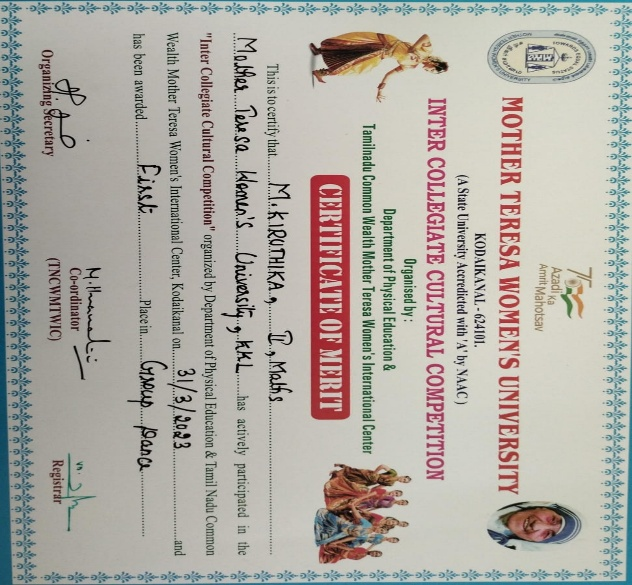 75
Azadi Ka
Amrit Mahotsav
MOTHER TERESA WOMEN'S UNIVERSITY
KODAIKANAL - 624101.
(A State University Acredited with 'A' by NAAC)
INTER COLLEGIATE CULTURAL COMPETITION
Organised by :
Department of Physical Education &
Tamilnadu Common Wealth Mother Teresa Women's International Center
CERTIFICATE OF MERIT
This is to certify that M. KIRUTHIKA, II, Maths
Mother Teresa Women's University, KKL has actively participated in the
"Inter Collegiate Cultural Competition" organized by Department of Physical Education & Tamil Nadu Common
Wealth Mother Teresa Women's International Center, Kodaikanal on 31/3/2023 and
has been awarded First Place in Group Dance
Organizing Secretary
Co-ordinator
(TNCWMTWIC)
Registrar